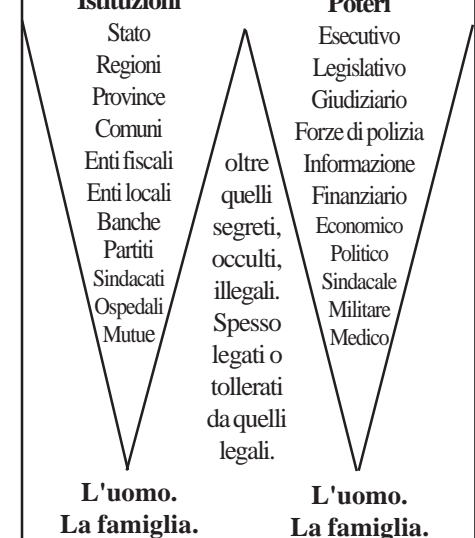 Istituzioni
Stato
Regioni
Province
Comuni
Enti fiscali
Enti locali
Banche
Partiti
Sindacati
Ospedali
Mutue
L'uomo.
La famiglia.
oltre
quelli
segreti,
occulti,
illegali.
Spesso
legati o
tollerati
da quelli
legali.
Poteri
Esecutivo
Legislativo
Giudiziario
Forze di polizia
Informazione
Finanziario
Economico
Politico
Sindacale
Militare
Medico
L'uomo.
La famiglia.